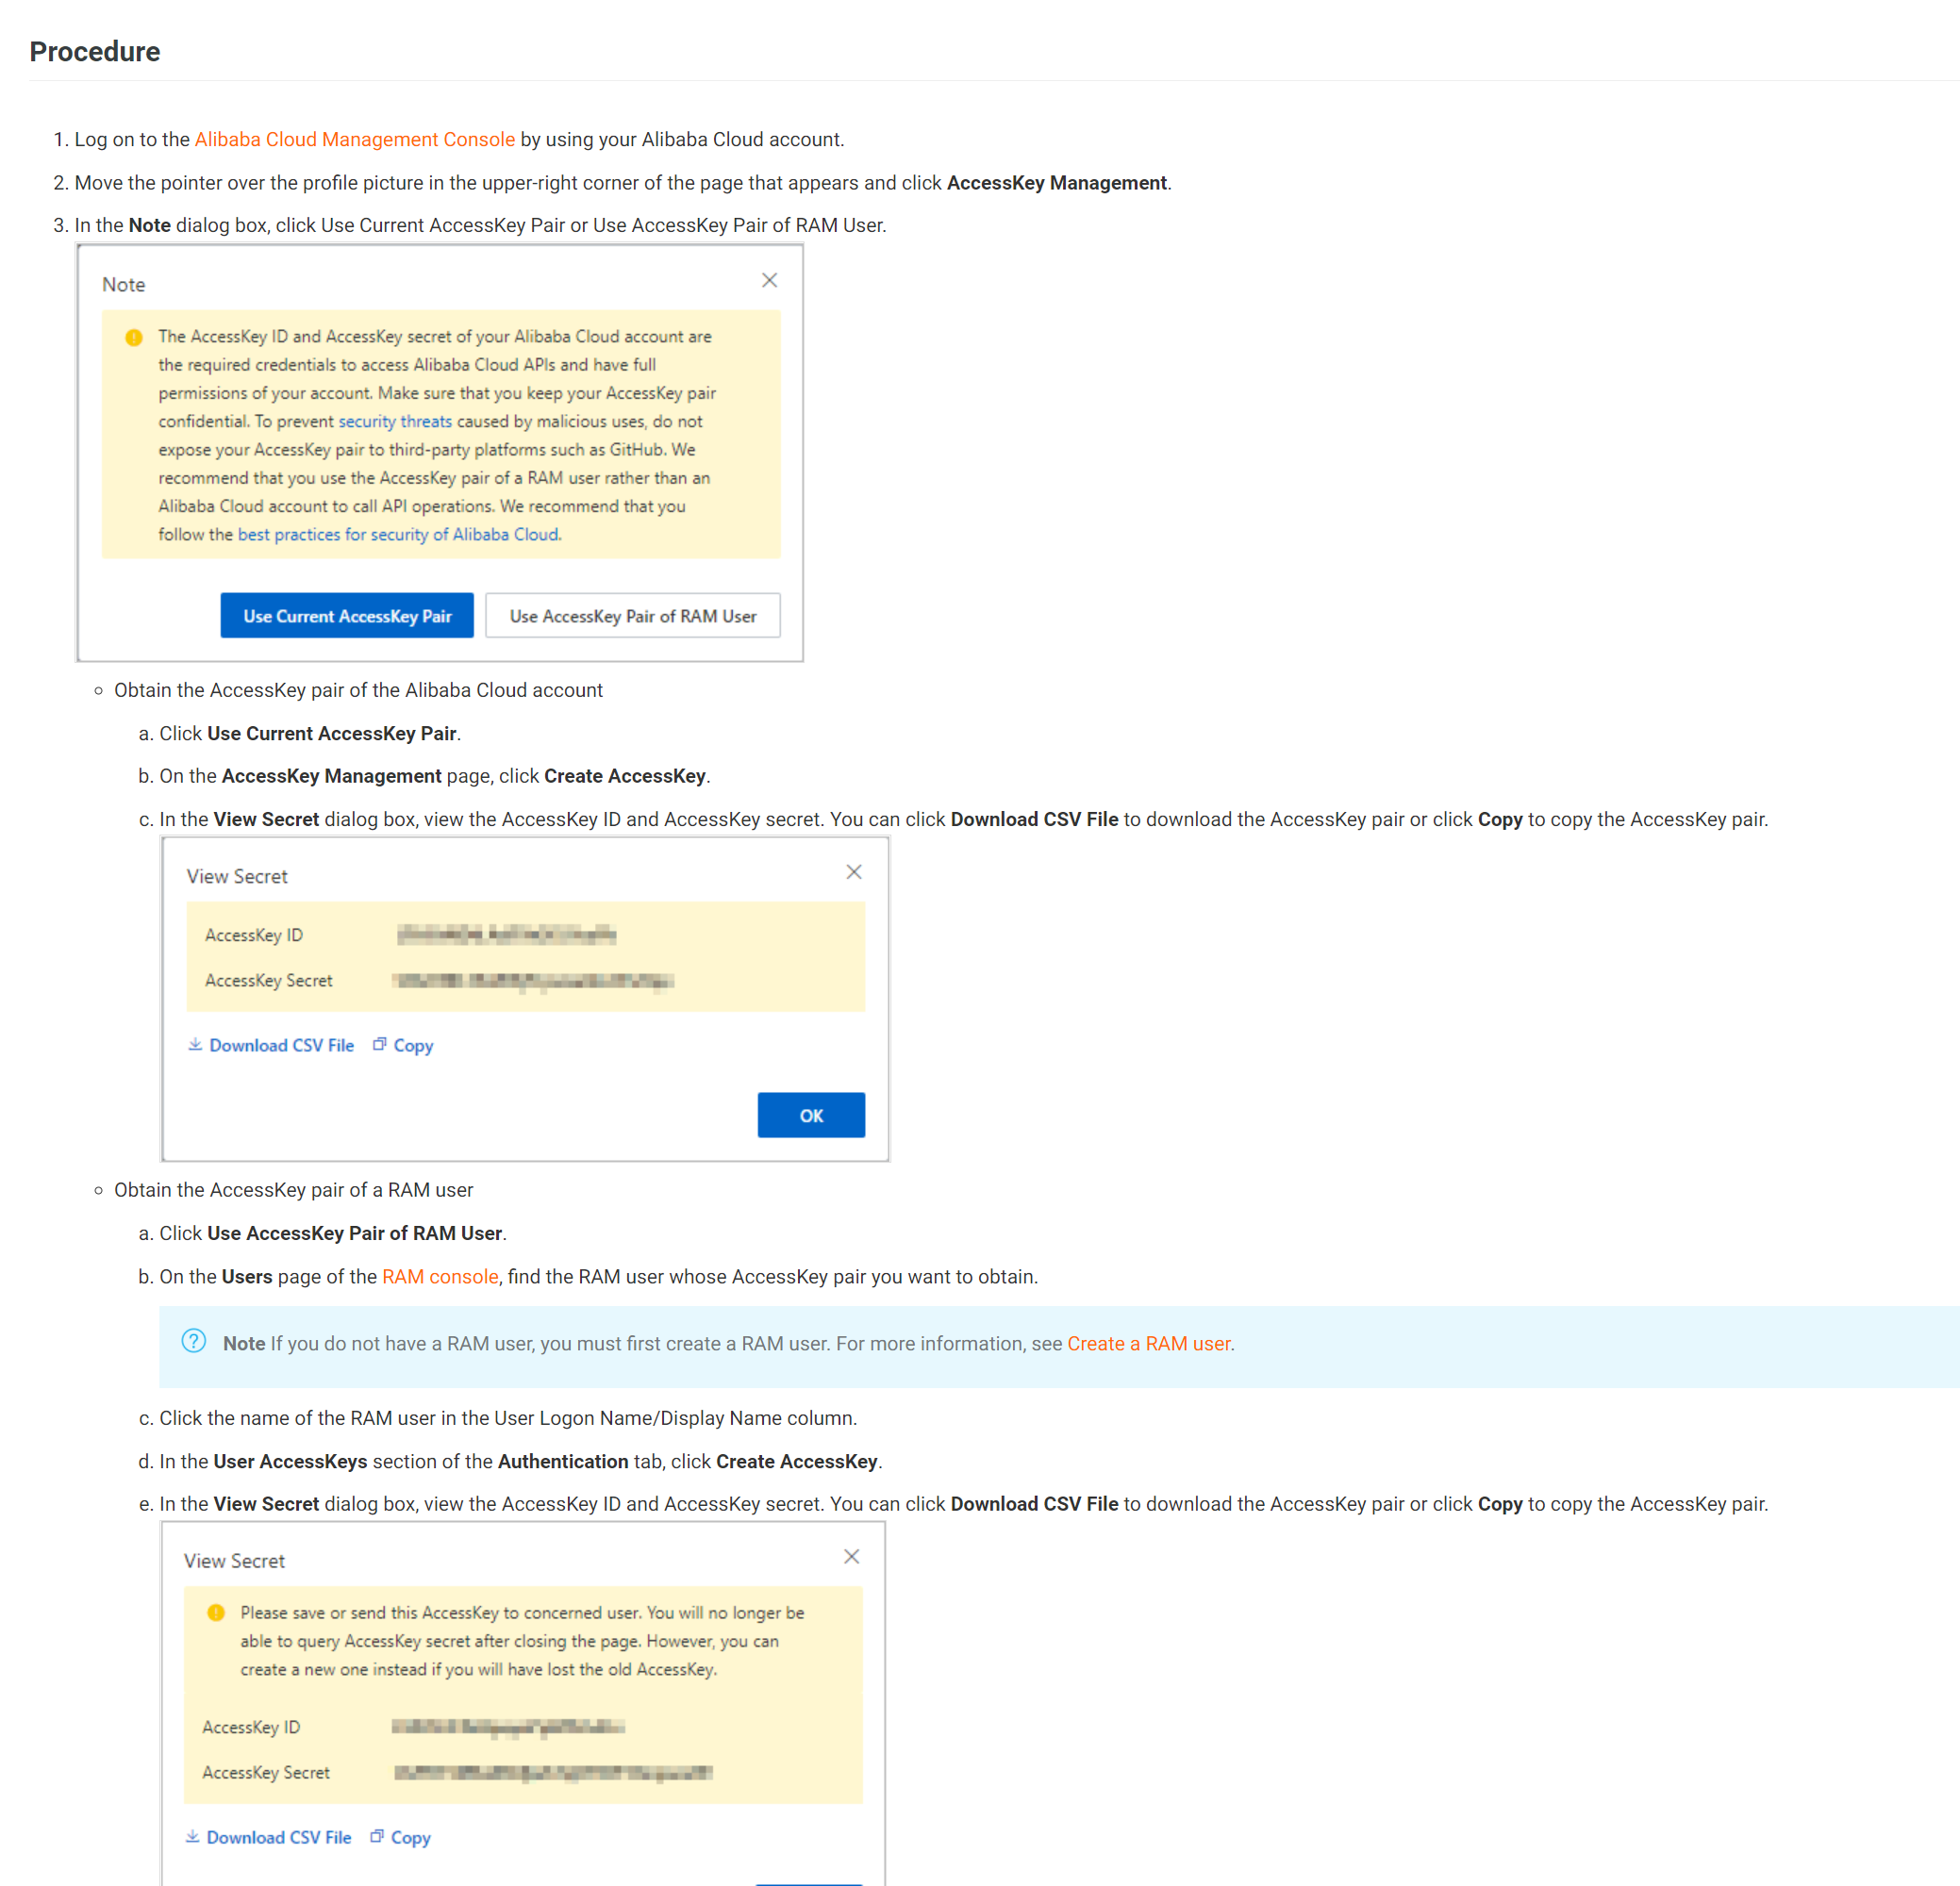 Procedure
1. Log on to the Alibaba Cloud Management Console by using your Alibaba Cloud account.
2. Move the pointer over the profile picture in the upper-right corner of the page that appears and click AccessKey Management.
3. In the Note dialog box, click Use Current AccessKey Pair or Use AccessKey Pair of RAM User.
Note
The AccessKey ID and AccessKey secret of your Alibaba Cloud account are
the required credentials to access Alibaba Cloud APIs and have full
permissions of your account. Make sure that you keep your AccessKey pair
confidential. To prevent security threats caused by malicious uses, do not
expose your AccessKey pair to third-party platforms such as GitHub. We
recommend that you use the AccessKey pair of a RAM user rather than an
Alibaba Cloud account to call API operations. We recommend that you
follow the best practices for security of Alibaba Cloud.
Use Current AccessKey Pair Use AccessKey Pair of RAM User
Obtain the AccessKey pair of the Alibaba Cloud account
a. Click Use Current AccessKey Pair.
b. On the AccessKey Management page, click Create AccessKey.
c. In the View Secret dialog box, view the AccessKey ID and AccessKey secret. You can click Download CSV File to download the AccessKey pair or click Copy to copy the AccessKey pair.
View Secret
AccessKey ID
AccessKey Secret
Download CSV File Copy
OK
Obtain the AccessKey pair of a RAM user
a. Click Use AccessKey Pair of RAM User.
b. On the Users page of the RAM console, find the RAM user whose AccessKey pair you want to obtain.
Note If you do not have a RAM user, you must first create a RAM user. For more information, see Create a RAM user.
c. Click the name of the RAM user in the User Logon Name/Display Name column.
d. In the User AccessKeys section of the Authentication tab, click Create AccessKey.
e. In the View Secret dialog box, view the AccessKey ID and AccessKey secret. You can click Download CSV File to download the AccessKey pair or click Copy to copy the AccessKey pair.
View Secret
Please save or send this AccessKey to concerned user. You will no longer be
able to query AccessKey secret after closing the page. However, you can
create a new one instead if you will have lost the old AccessKey.
AccessKey ID
AccessKey Secret
Download CSV File Copy